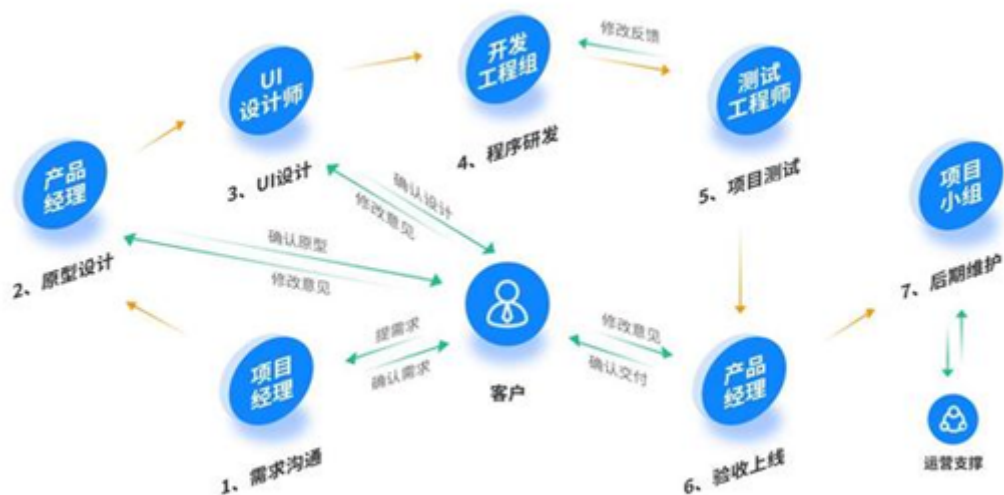 修改反馈
UI
设计师
开发
工程组
测试
工程师
产品
经理
3、UI设计
4、程序研发
5、项目测试
项目
小组
2、原型设计
确认设计
修改意见
确认原型
修改意见
7、后期维护
项目
经理
提需求
确认需求
客户
修改意见
确认交付
产品
经理
1、需求沟通
6、验收上线
运营支撑